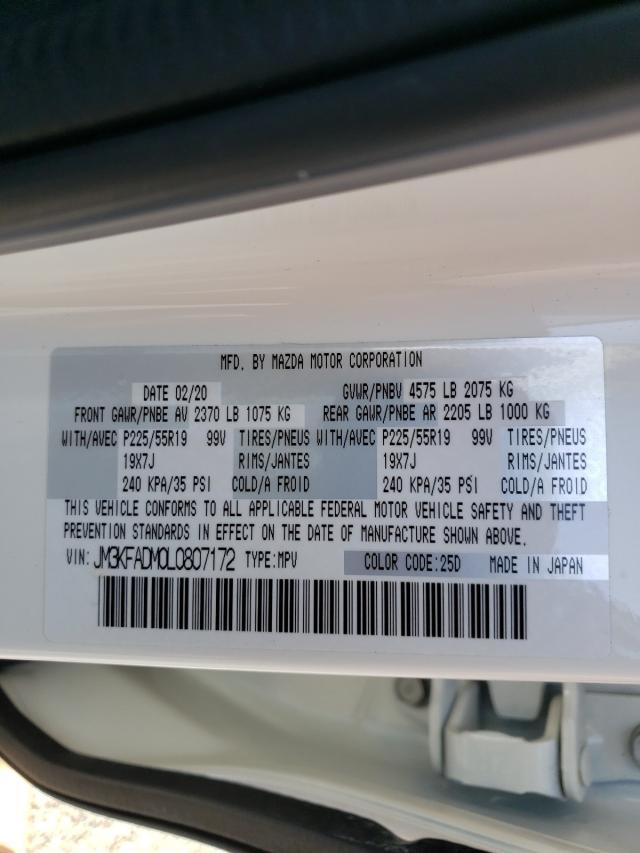 MFD. BY MAZDA MOTOR CORPORATION
DATE 02/20 GVWR/PNBV 4575 LB 2075 KG
FRONT GAWR/PNBE AV 2370 LB 1075 KG REAR GAWR/PNBE AR 2205 LB 1000 KG
WITH/AVEC P225/55R19 99V TIRES/PNEUS WITH/AVEC P225/55R19 99V TIRES/PNEUS
19X7J RIMS/JANTES 19X7J RIMS/JANTES
240 KPA/35 PSI COLD/A FROID 240 KPA/35 PSI COLD/A FROID
THIS VEHICLE CONFORMS TO ALL APPLICABLE FEDERAL MOTOR VEHICLE SAFETY AND THEFT
PREVENTION STANDARDS IN EFFECT ON THE DATE OF MANUFACTURE SHOWN ABOVE.
VIN: JM3KFADM0L0807172 TYPE:MPV COLOR CODE:25D MADE IN JAPAN